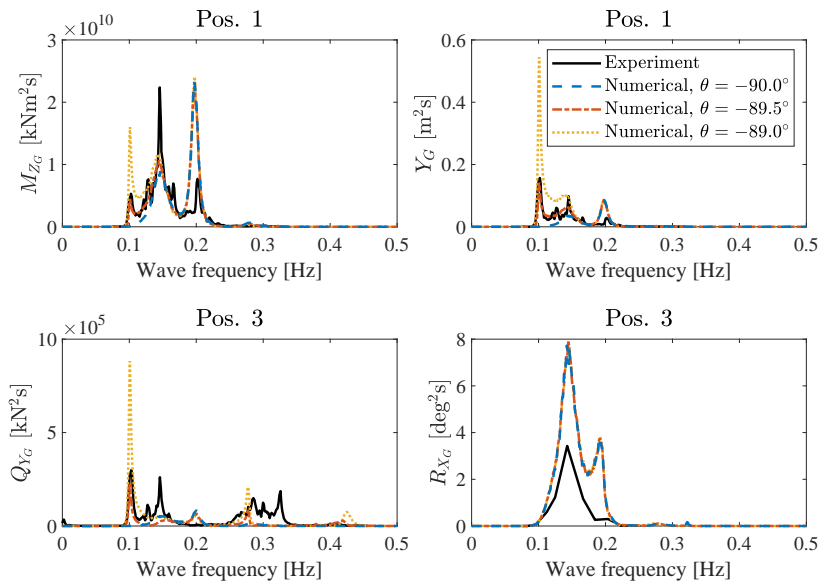 Pos. 1
×10¹⁰
3
2
1
0
M_{Z_G} [kNm²s]
0 0.1 0.2 0.3 0.4 0.5
Wave frequency [Hz]
Pos. 1
0.6
0.4
0.2
0
Y_G [m²s]
0 0.1 0.2 0.3 0.4 0.5
Wave frequency [Hz]
Experiment
Numerical, θ = −90.0°
Numerical, θ = −89.5°
Numerical, θ = −89.0°
Pos. 3
×10⁵
10
5
0
Q_{Y_G} [kN²s]
0 0.1 0.2 0.3 0.4 0.5
Wave frequency [Hz]
Pos. 3
8
6
4
2
0
R_{X_G} [deg²s]
0 0.1 0.2 0.3 0.4 0.5
Wave frequency [Hz]